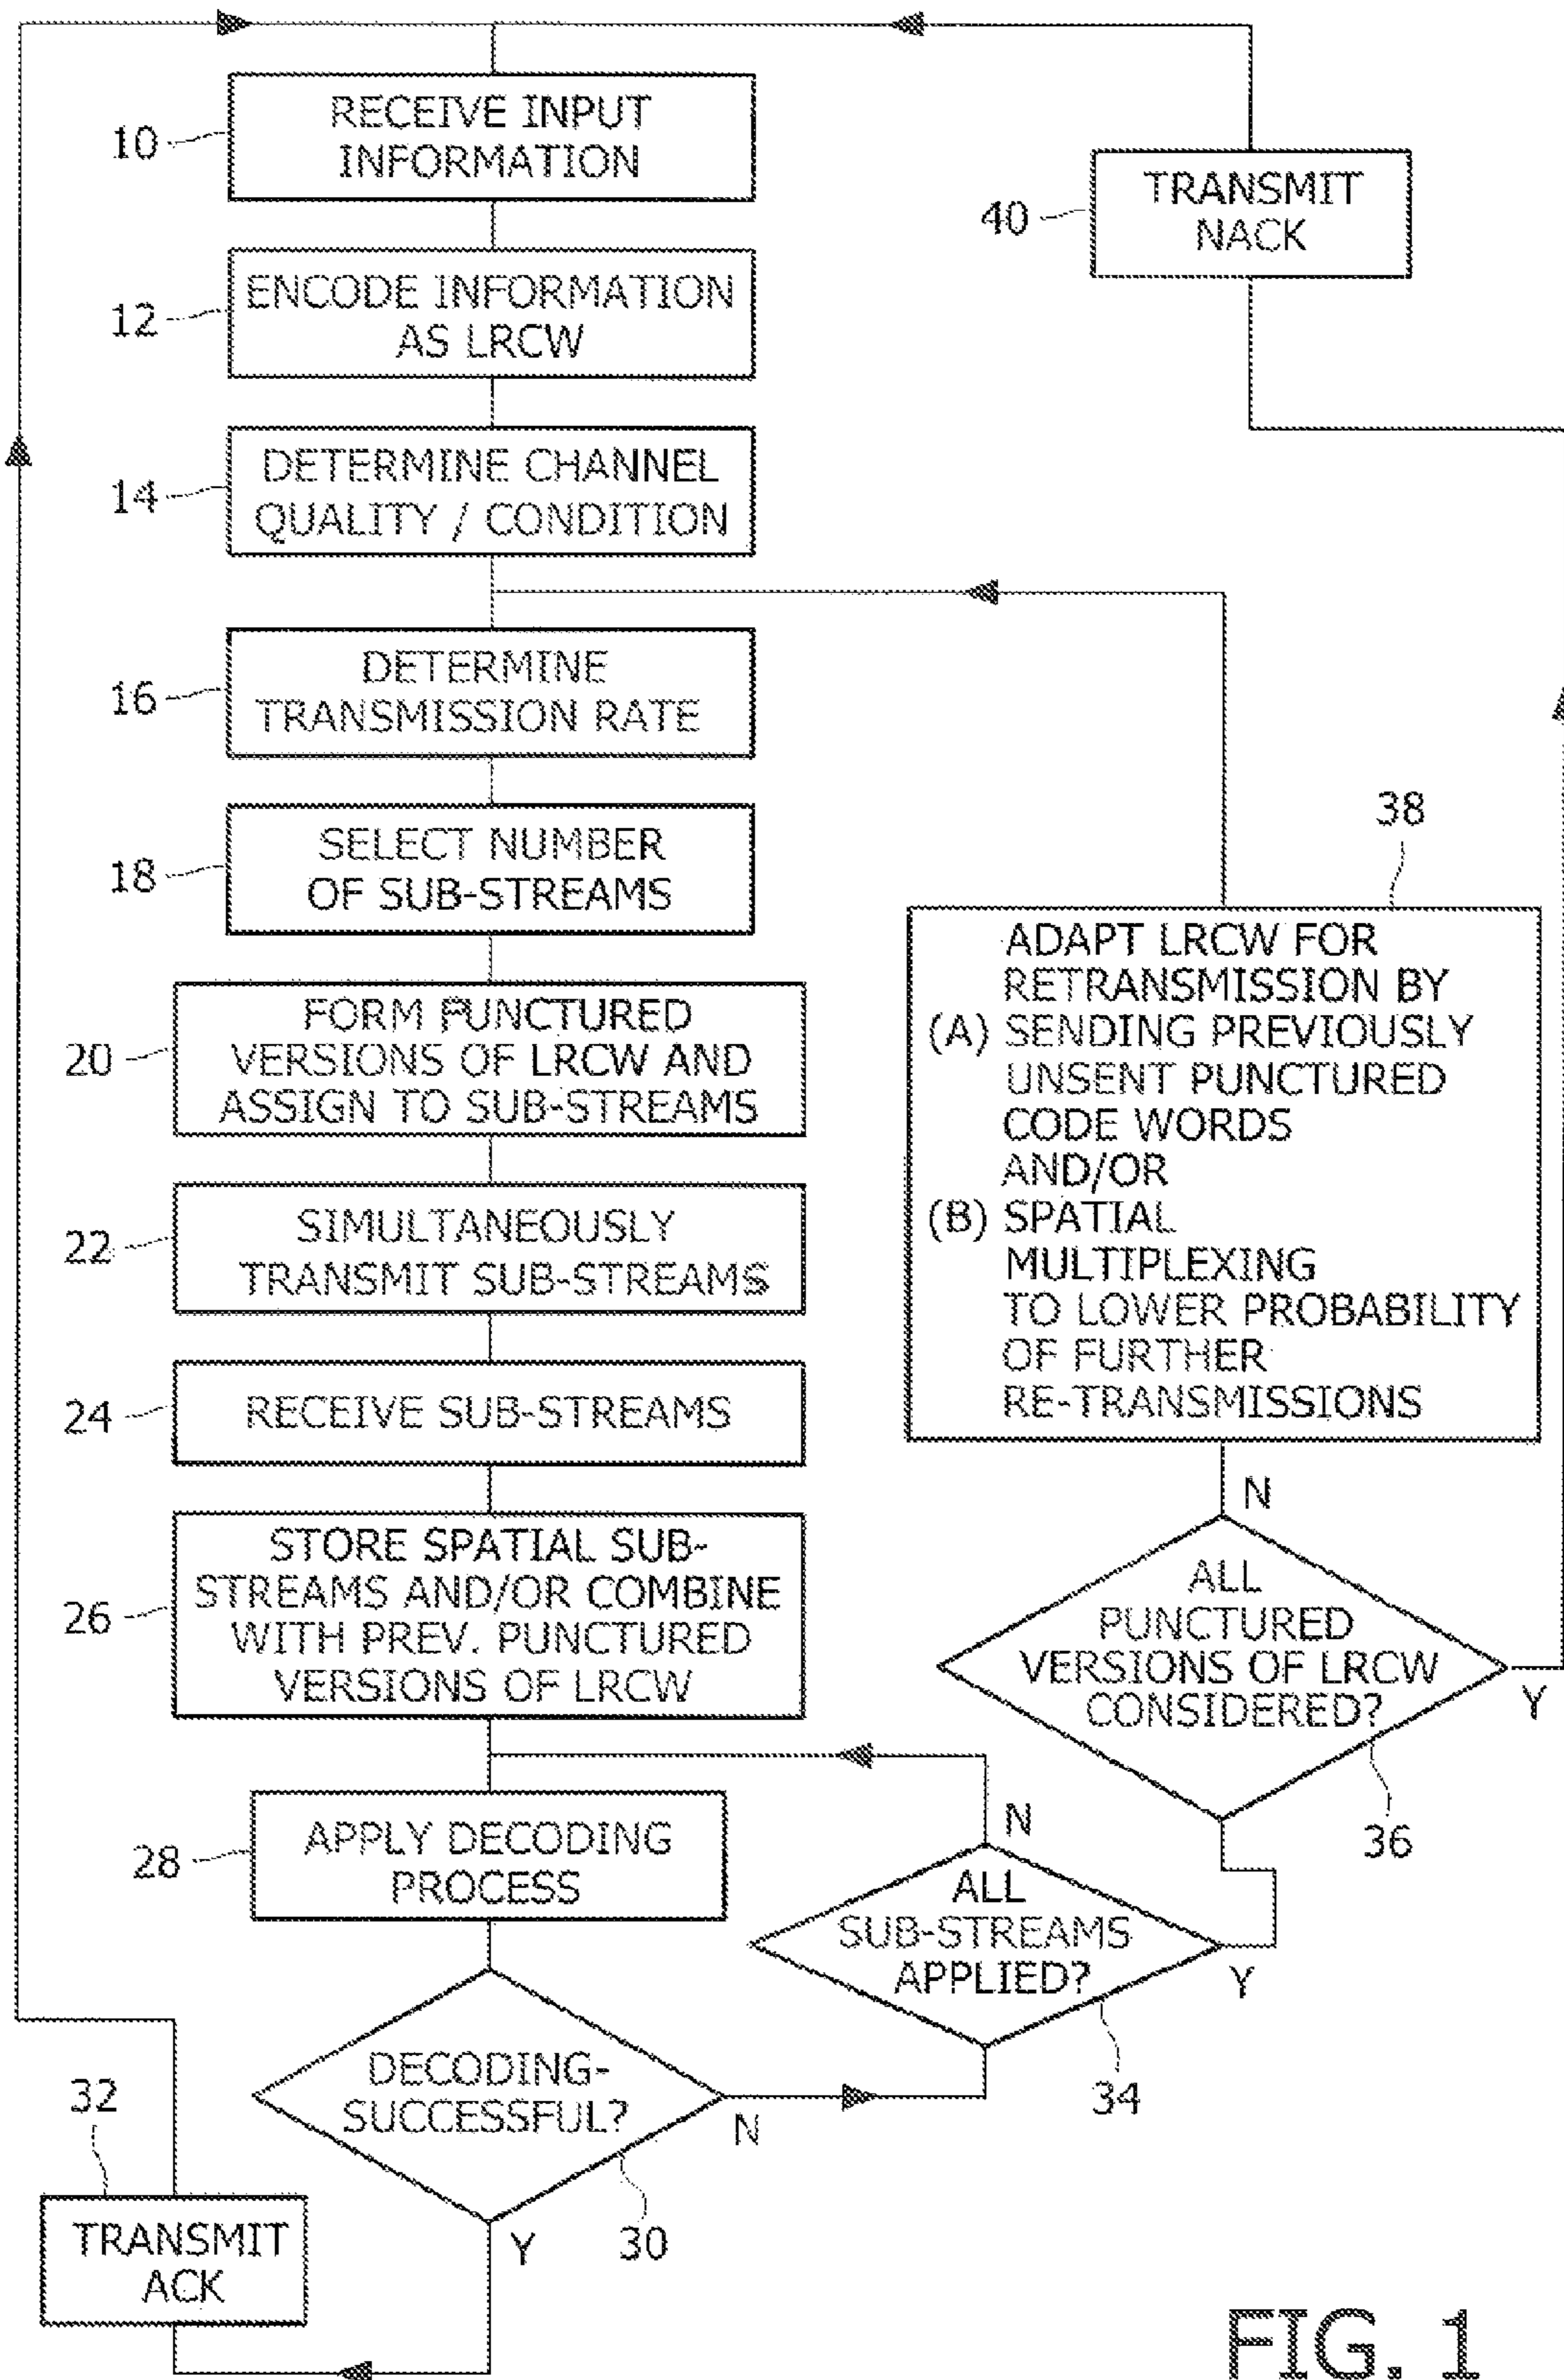 10
RECEIVE INPUT
INFORMATION
40
TRANSMIT
NACK
12
ENCODE INFORMATION
AS LRCW
14
DETERMINE CHANNEL
QUALITY / CONDITION
16
DETERMINE
TRANSMISSION RATE
18
SELECT NUMBER
OF SUB-STREAMS
38
ADAPT LRCW FOR
RETRANSMISSION BY
(A) SENDING PREVIOUSLY
UNSENT PUNCTURED
CODE WORDS
AND/OR
(B) SPATIAL
MULTIPLEXING
TO LOWER PROBABILITY
OF FURTHER
RE-TRANSMISSIONS
20
FORM PUNCTURED
VERSIONS OF LRCW AND
ASSIGN TO SUB-STREAMS
22
SIMULTANEOUSLY
TRANSMIT SUB-STREAMS
24
RECEIVE SUB-STREAMS
N
26
STORE SPATIAL SUB-
STREAMS AND/OR COMBINE
WITH PREV. PUNCTURED
VERSIONS OF LRCW
ALL
PUNCTURED
VERSIONS OF LRCW
CONSIDERED?
Y
36
28
APPLY DECODING
PROCESS
N
ALL
SUB-STREAMS
APPLIED?
Y
34
DECODING-
SUCCESSFUL?
N
30
Y
32
TRANSMIT
ACK
FIG. 1